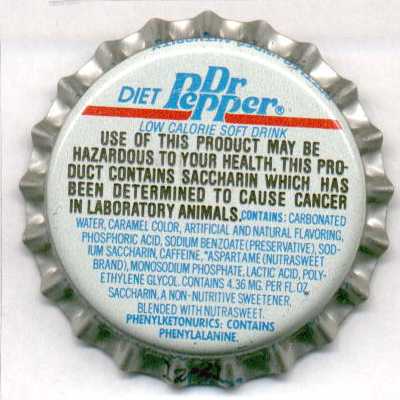 DIET Dr Pepper®
LOW CALORIE SOFT DRINK
USE OF THIS PRODUCT MAY BE
HAZARDOUS TO YOUR HEALTH. THIS PRO-
DUCT CONTAINS SACCHARIN WHICH HAS
BEEN DETERMINED TO CAUSE CANCER
IN LABORATORY ANIMALS. CONTAINS: CARBONATED
WATER, CARAMEL COLOR, ARTIFICIAL AND NATURAL FLAVORING,
PHOSPHORIC ACID, SODIUM BENZOATE (PRESERVATIVE), SOD-
IUM SACCHARIN, CAFFEINE, *ASPARTAME (NUTRASWEET
BRAND), MONOSODIUM PHOSPHATE, LACTIC ACID, POLY-
ETHYLENE GLYCOL. CONTAINS 4.36 MG. PER FL. OZ.
SACCHARIN, A NON-NUTRITIVE SWEETENER.
BLENDED WITH NUTRASWEET.
PHENYLKETONURICS: CONTAINS
PHENYLALANINE.